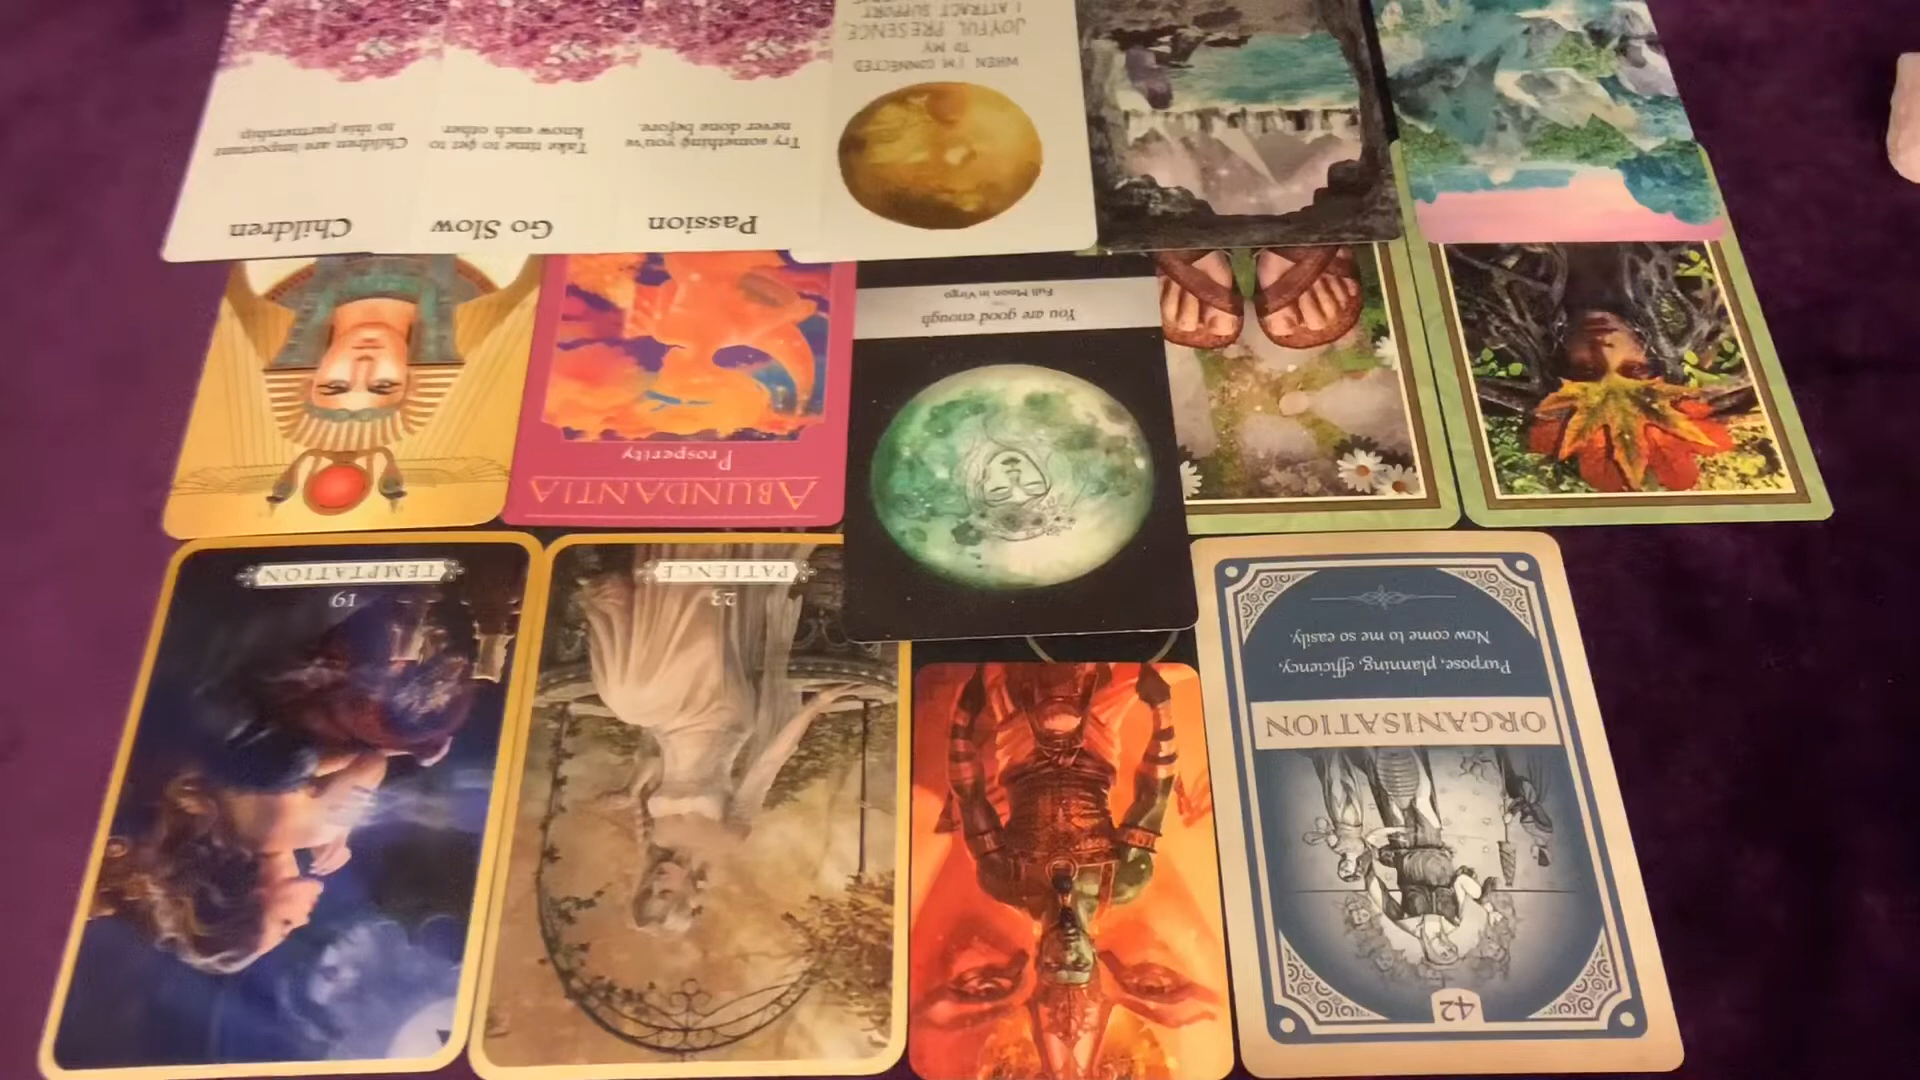 Children
Children are important
to this partnership.
Go Slow
Take time to get to
know each other
Passion
Try something you've
never done before.
WHEN I'M CONNECTED
TO MY
JOYFUL PRESENCE
I ATTRACT SUPPORT
ABUNDANTIA
Prosperity
You are good enough
Full Moon in Virgo
19
TEMPTATION
23
PATIENCE
42
ORGANISATION
Purpose, planning, efficiency,
Now come to me so easily.